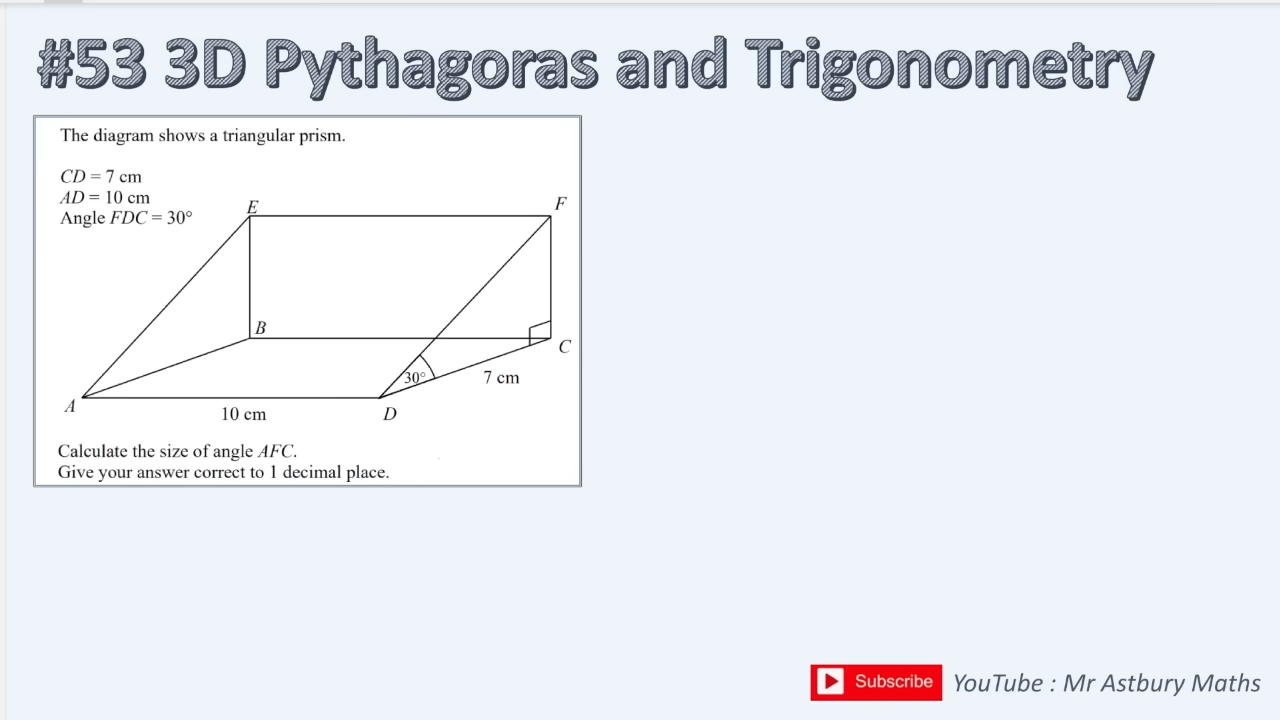 #53 3D Pythagoras and Trigonometry
The diagram shows a triangular prism.
CD = 7 cm
AD = 10 cm
Angle FDC = 30°
E
F
B
C
30°
7 cm
A
10 cm
D
Calculate the size of angle AFC.
Give your answer correct to 1 decimal place.
Subscribe
YouTube : Mr Astbury Maths